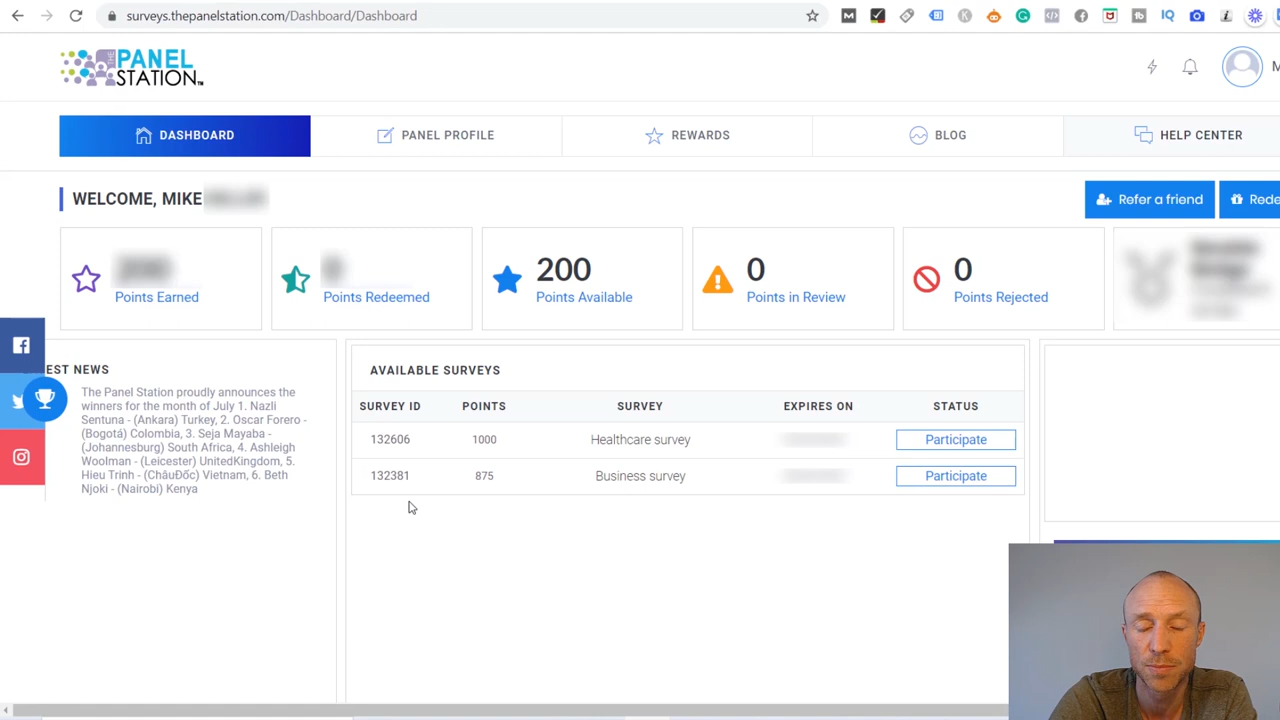 surveys.thepanelstation.com/Dashboard/Dashboard
PANEL
STATION™
M
DASHBOARD
PANEL PROFILE
REWARDS
BLOG
HELP CENTER
WELCOME, MIKE
Refer a friend
Rede
Points Earned
Points Redeemed
200
Points Available
0
Points in Review
0
Points Rejected
EST NEWS
The Panel Station proudly announces the
winners for the month of July 1. Nazli
Sentuna - (Ankara) Turkey, 2. Oscar Forero -
(Bogotá) Colombia, 3. Seja Mayaba -
(Johannesburg) South Africa, 4. Ashleigh
Woolman - (Leicester) UnitedKingdom, 5.
Hieu Trinh - (ChâuĐốc) Vietnam, 6. Beth
Njoki - (Nairobi) Kenya
AVAILABLE SURVEYS
SURVEY ID POINTS SURVEY EXPIRES ON STATUS
132606 1000 Healthcare survey Participate
132381 875 Business survey Participate